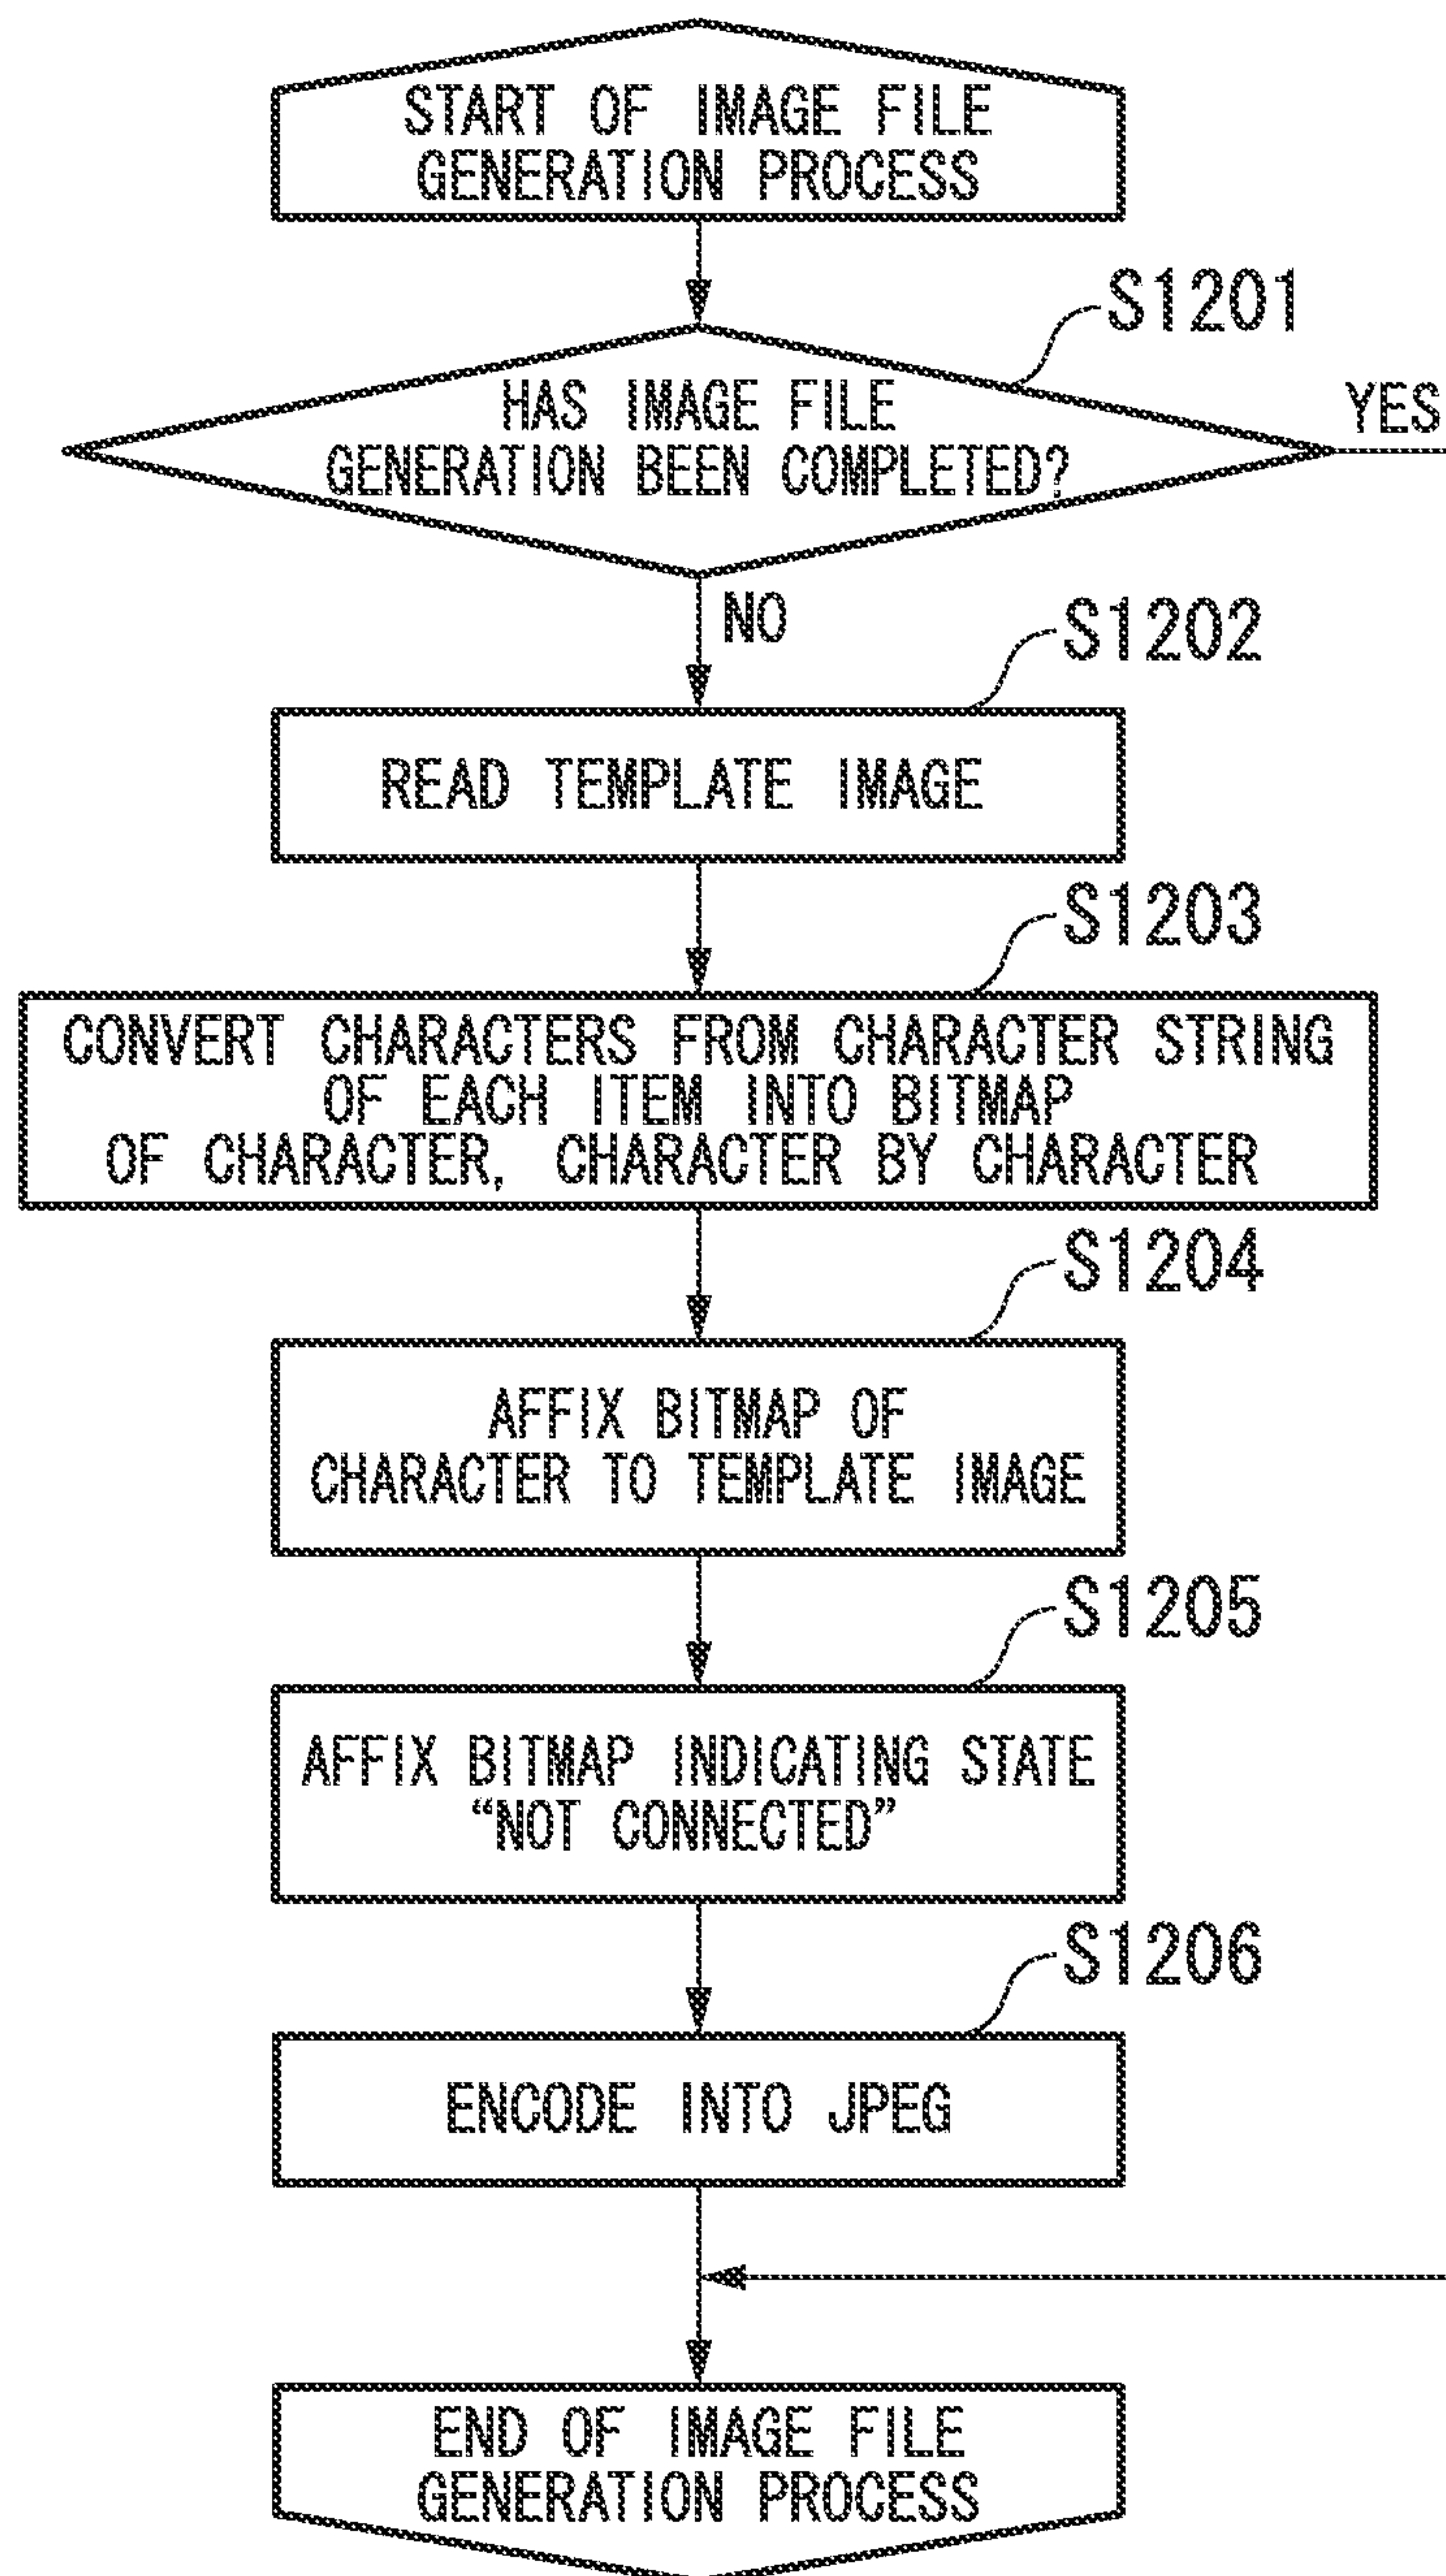 START OF IMAGE FILE
GENERATION PROCESS
S1201
HAS IMAGE FILE
GENERATION BEEN COMPLETED?
YES
NO
S1202
READ TEMPLATE IMAGE
S1203
CONVERT CHARACTERS FROM CHARACTER STRING
OF EACH ITEM INTO BITMAP
OF CHARACTER, CHARACTER BY CHARACTER
S1204
AFFIX BITMAP OF
CHARACTER TO TEMPLATE IMAGE
S1205
AFFIX BITMAP INDICATING STATE
“NOT CONNECTED”
S1206
ENCODE INTO JPEG
END OF IMAGE FILE
GENERATION PROCESS